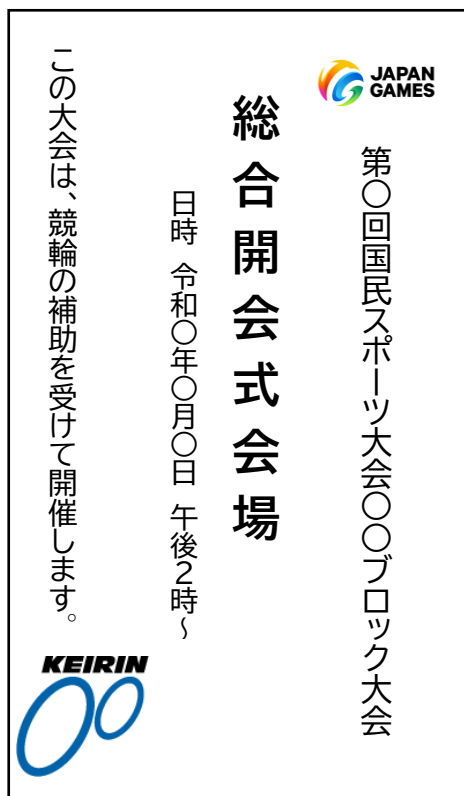 JAPAN
GAMES
第〇回国民スポーツ大会〇〇ブロック大会
総合開会式会場
日時 令和〇年〇月〇日 午後2時~
この大会は、競輪の補助を受けて開催します。
KEIRIN